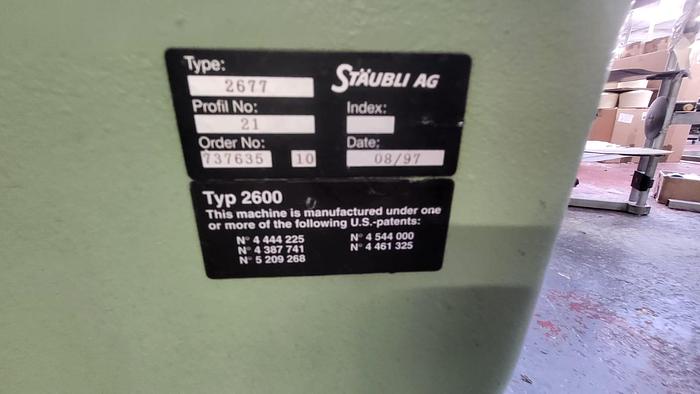 Type:
2677
STÄUBLI AG
Profil No:
21
Index:
Order No:
737635 10
Date:
08/97
Typ 2600
This machine is manufactured under one
or more of the following U.S.-patents:
N° 4 444 225 N° 4 544 000
N° 4 387 741 N° 4 461 325
N° 5 209 268